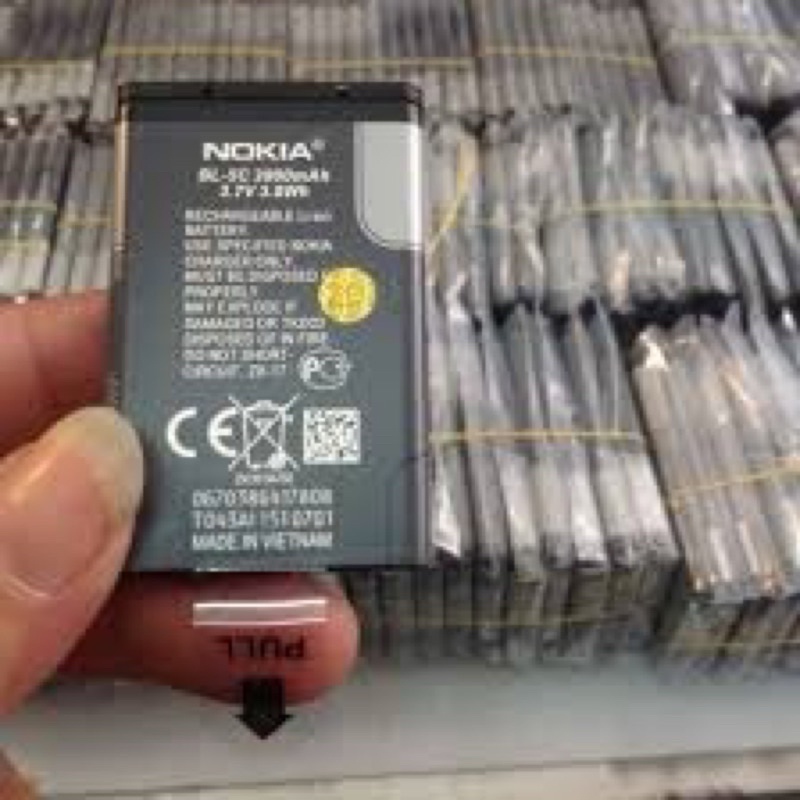 NOKIA®
BL-5C mAh
3.7V 3.8Wh
RECHARGEABLE Li-ion
BATTERY.
USE SPECIFIED NOKIA
CHARGER ONLY.
MUST BE DISPOSED
PROPERLY.
MAY EXPLODE IF
DAMAGED OR
DISPOSED OF IN FIRE.
DO NOT SHORT-
CIRCUIT.
CE
0670386417808
MADE IN VIETNAM
PULL